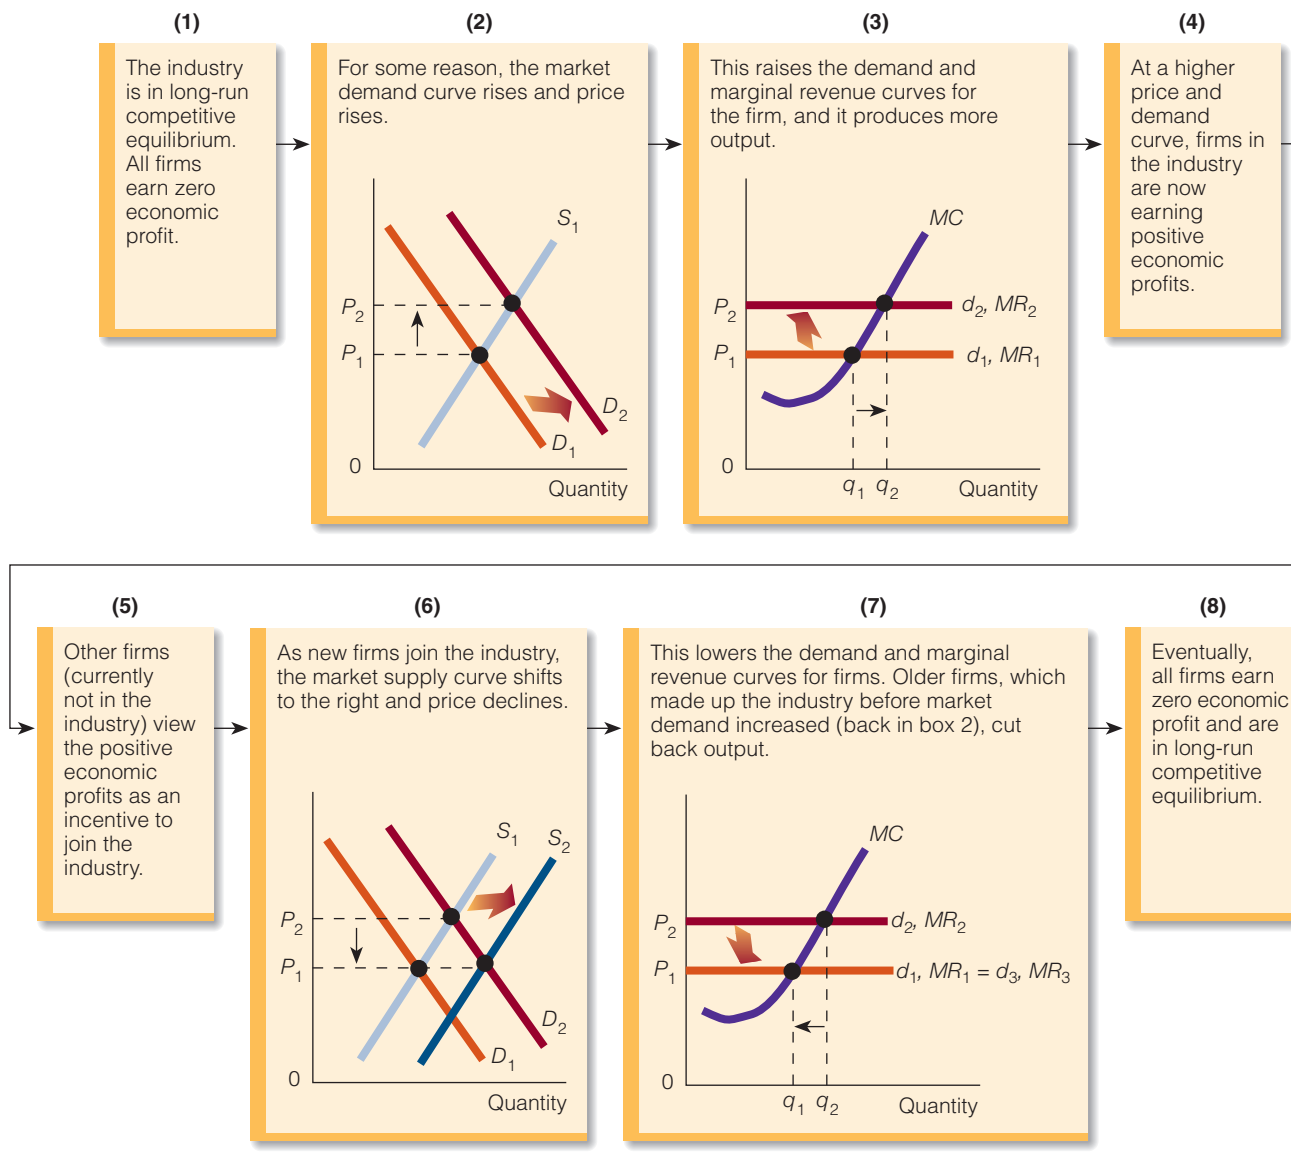 (1)
The industry
is in long-run
competitive
equilibrium.
All firms
earn zero
economic
profit.
(2)
For some reason, the market
demand curve rises and price
rises.
S1
P2
P1
D2
D1
0
Quantity
(3)
This raises the demand and
marginal revenue curves for
the firm, and it produces more
output.
MC
P2
d2, MR2
P1
d1, MR1
0
q1 q2
Quantity
(4)
At a higher
price and
demand
curve, firms in
the industry
are now
earning
positive
economic
profits.
(5)
Other firms
(currently
not in the
industry) view
the positive
economic
profits as an
incentive to
join the
industry.
(6)
As new firms join the industry,
the market supply curve shifts
to the right and price declines.
S1
S2
P2
P1
D2
D1
0
Quantity
(7)
This lowers the demand and marginal
revenue curves for firms. Older firms, which
made up the industry before market
demand increased (back in box 2), cut
back output.
MC
P2
d2, MR2
P1
d1, MR1 = d3, MR3
0
q1 q2
Quantity
(8)
Eventually,
all firms earn
zero economic
profit and are
in long-run
competitive
equilibrium.